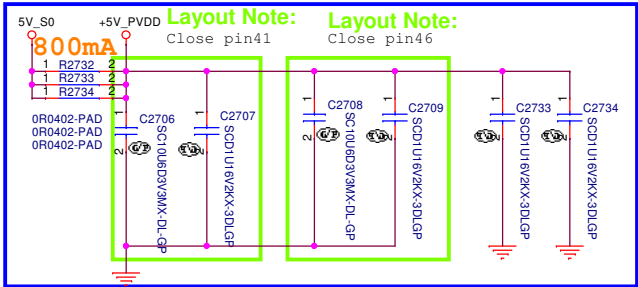 5V_S0
+5V_PVDD
Layout Note:
Close pin41
Layout Note:
Close pin46
800mA
1 R2732 2
1 R2733 2
1 R2734 2
0R0402-PAD
0R0402-PAD
0R0402-PAD
1
2
C2706
SC10U6D3V3MX-DL-GP
1
2
C2707
SCD1U16V2KX-3DLGP
1
2
C2708
SC10U6D3V3MX-DL-GP
1
2
C2709
SCD1U16V2KX-3DLGP
1
2
C2733
SCD1U16V2KX-3DLGP
1
2
C2734
SCD1U16V2KX-3DLGP